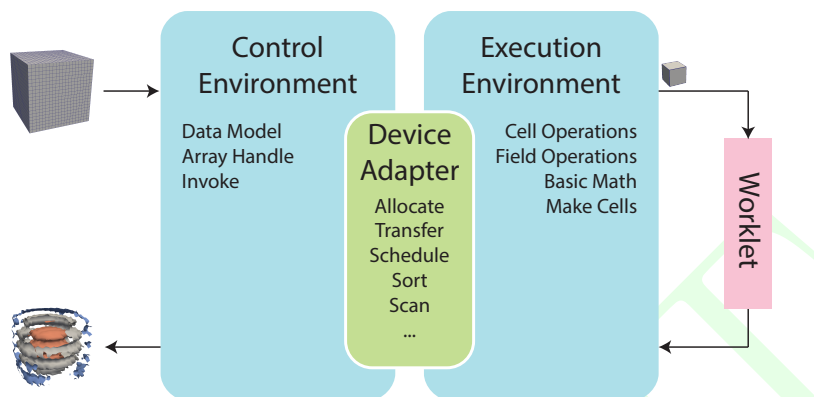 Control
Environment
Data Model
Array Handle
Invoke
Device
Adapter
Allocate
Transfer
Schedule
Sort
Scan
...
Execution
Environment
Cell Operations
Field Operations
Basic Math
Make Cells
Worklet